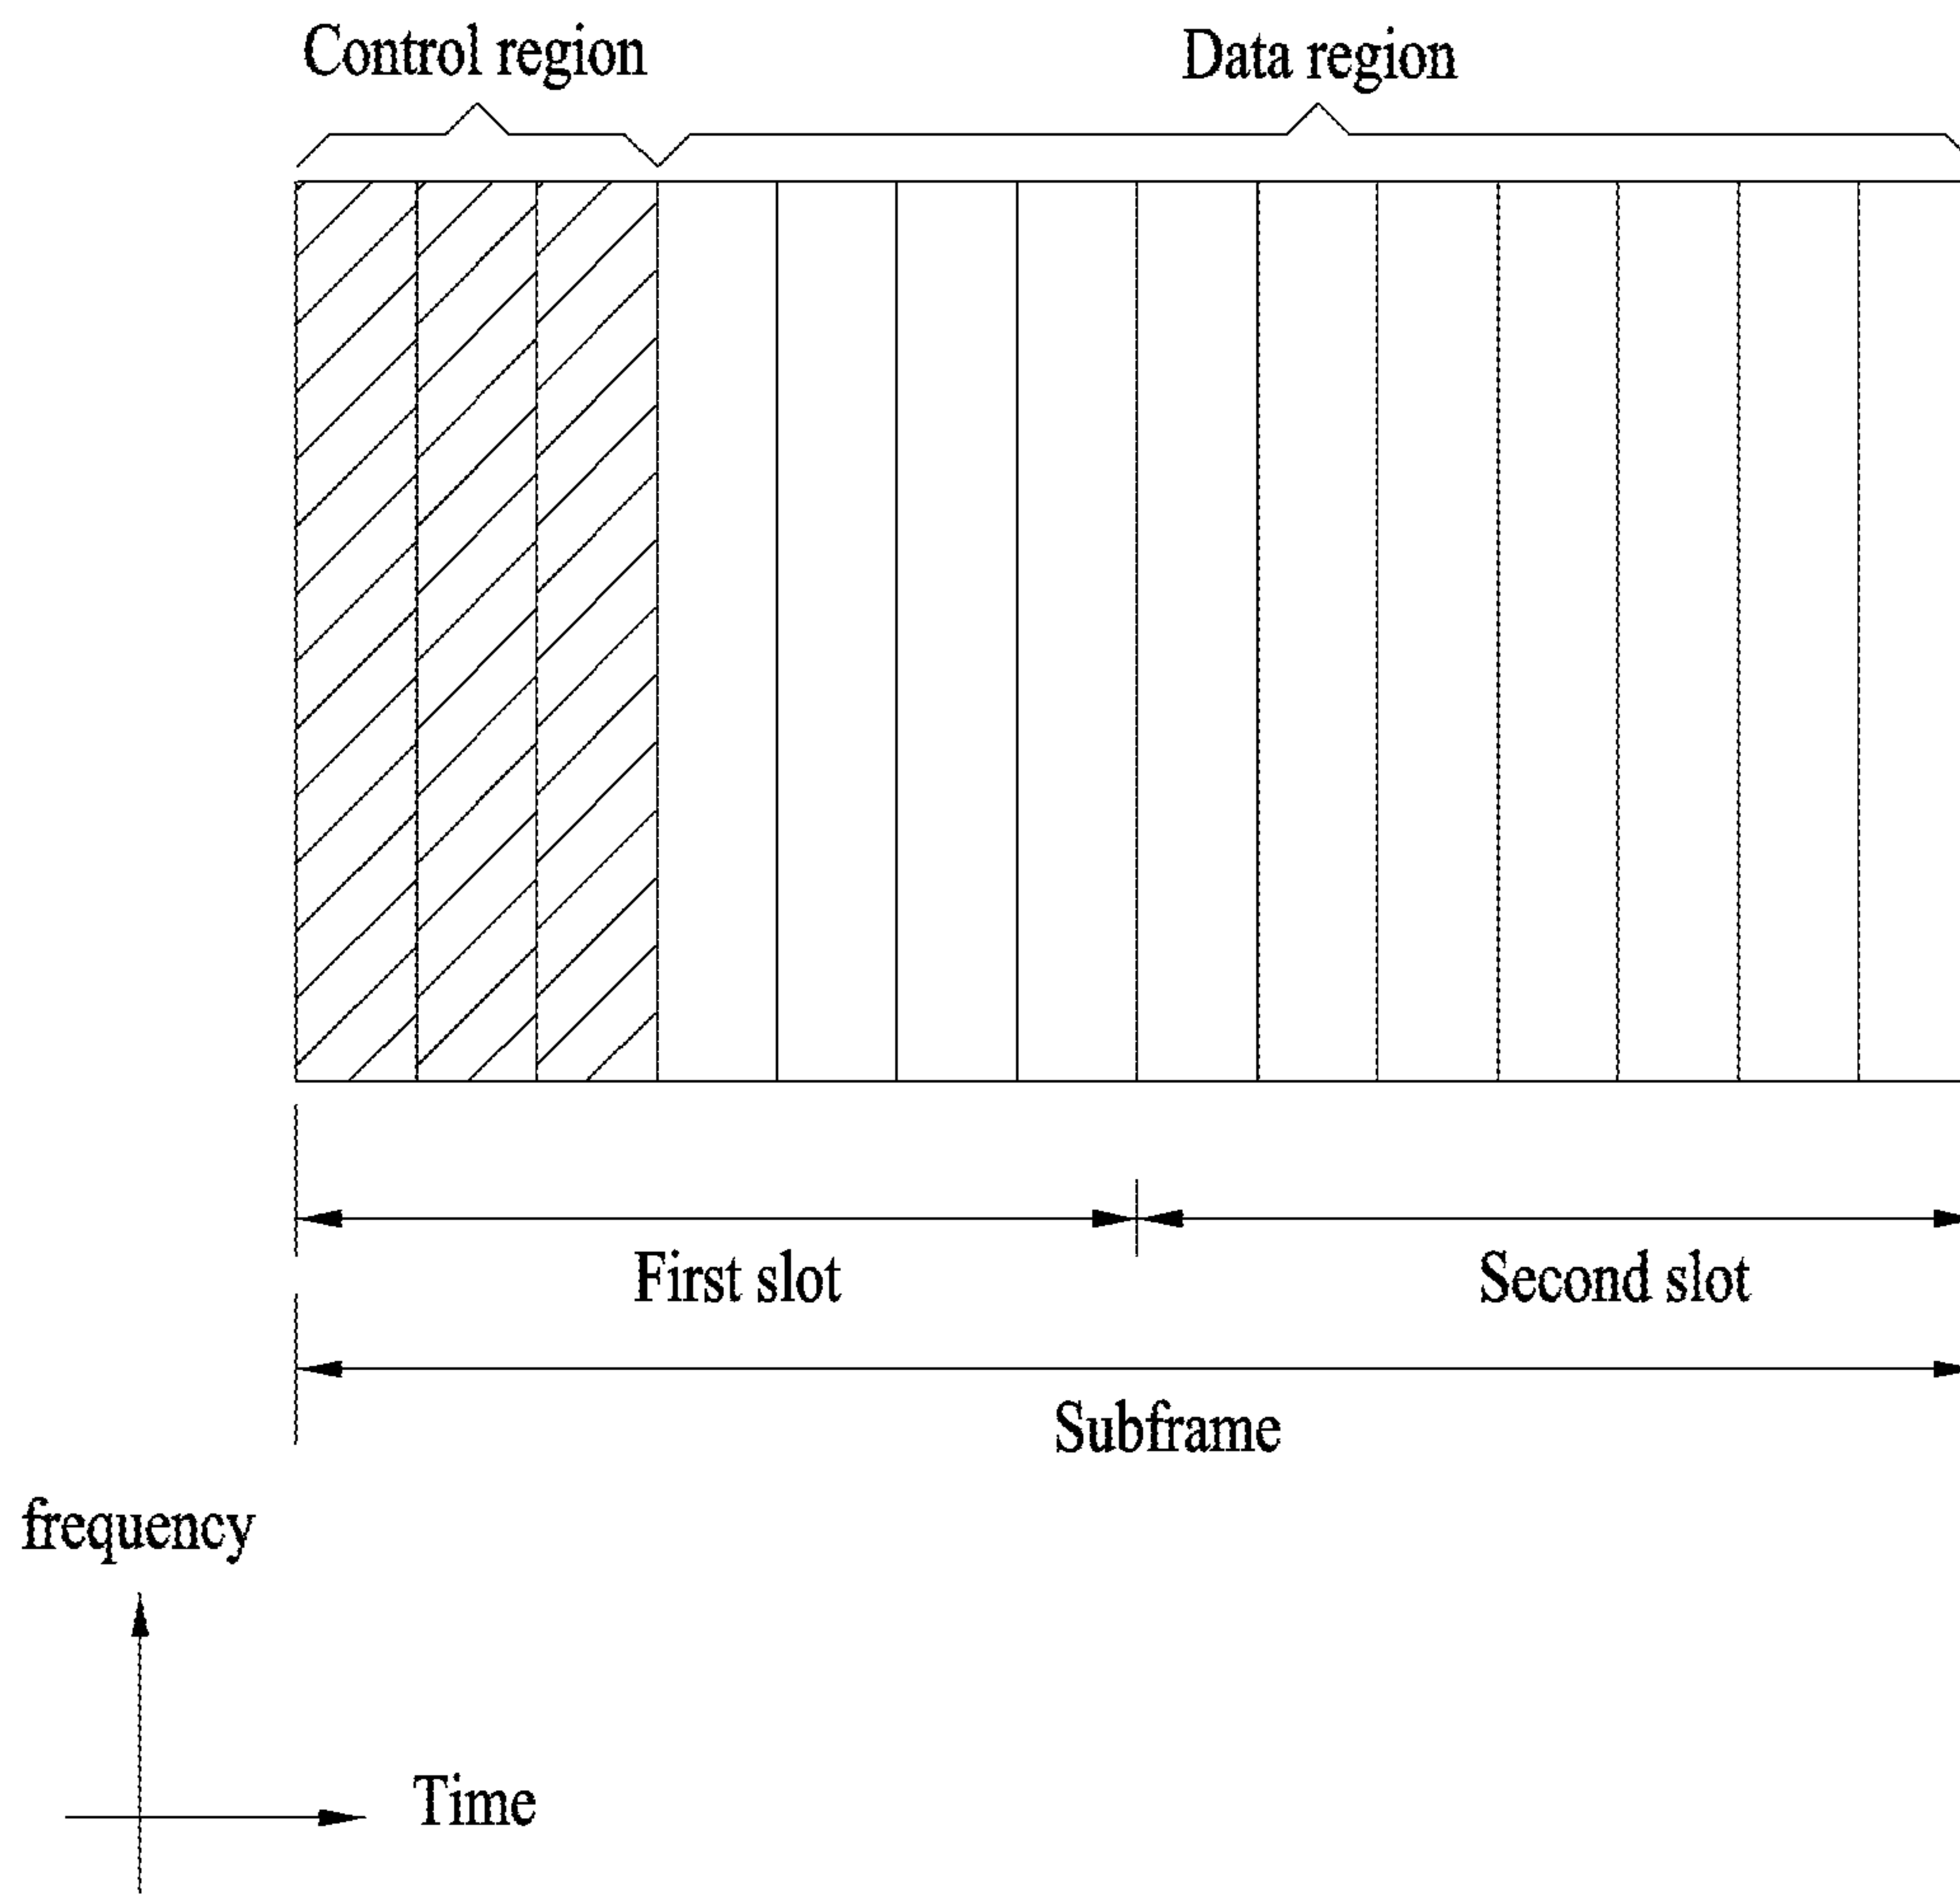 Control region
Data region
First slot
Second slot
Subframe
frequency
Time